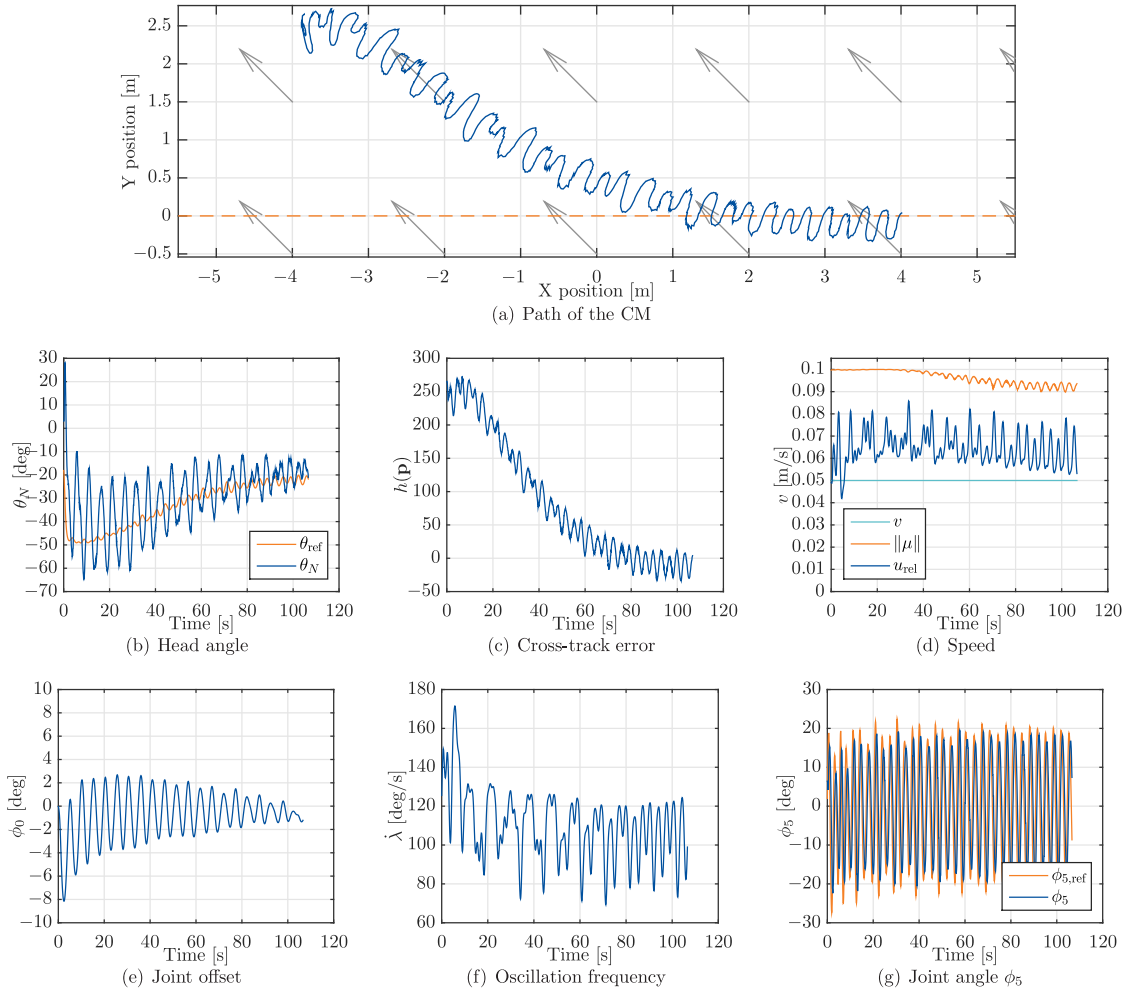 2.5
2
1.5
1
0.5
0
−0.5
Y position [m]
−5 −4 −3 −2 −1 0 1 2 3 4 5
X position [m]
(a) Path of the CM
30
20
10
0
−10
−20
−30
−40
−50
−60
−70
θ_N [deg]
θ_ref
θ_N
0 20 40 60 80 100 120
Time [s]
(b) Head angle
300
250
200
150
100
50
0
−50
h(p)
0 20 40 60 80 100 120
Time [s]
(c) Cross-track error
0.1
0.09
0.08
0.07
0.06
0.05
0.04
0.03
0.02
0.01
0
v [m/s]
v
‖μ‖
u_rel
0 20 40 60 80 100 120
Time [s]
(d) Speed
10
8
6
4
2
0
−2
−4
−6
−8
−10
ϕ_0 [deg]
0 20 40 60 80 100 120
Time [s]
(e) Joint offset
180
160
140
120
100
80
60
λ̇ [deg/s]
0 20 40 60 80 100 120
Time [s]
(f) Oscillation frequency
30
20
10
0
−10
−20
−30
ϕ_5 [deg]
ϕ_5,ref
ϕ_5
0 20 40 60 80 100 120
Time [s]
(g) Joint angle ϕ_5